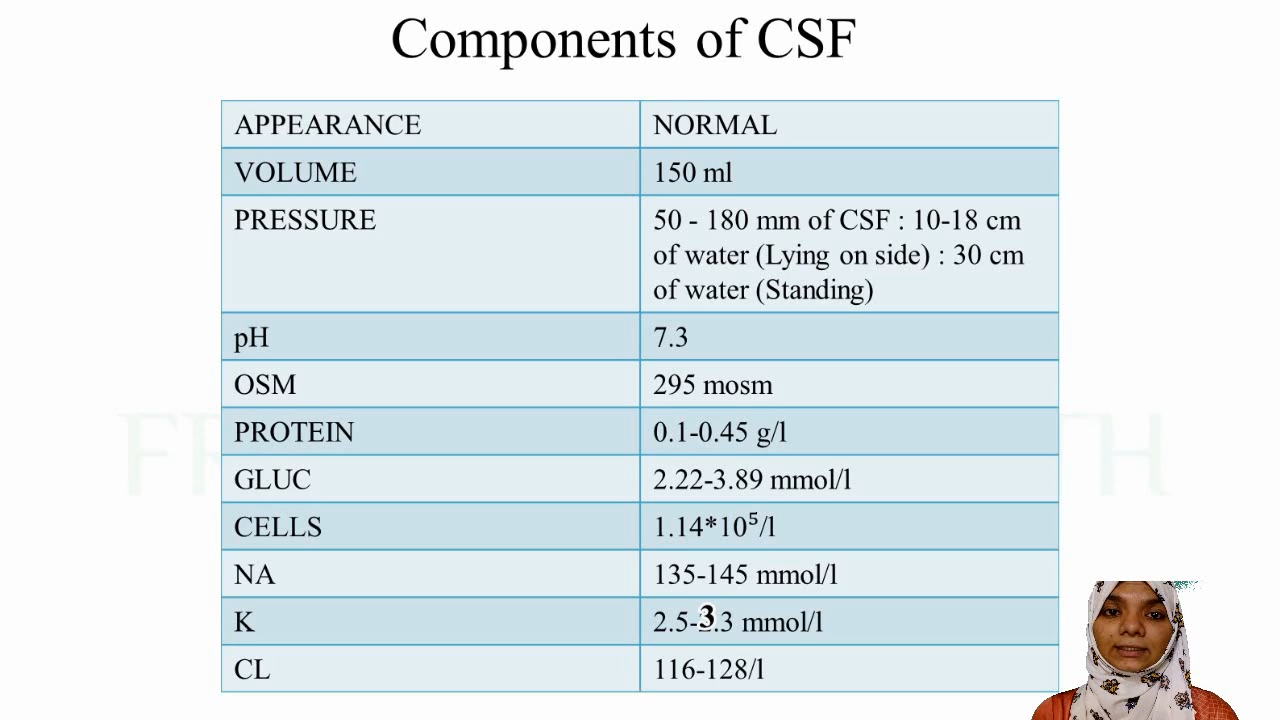 Components of CSF
APPEARANCE NORMAL
VOLUME 150 ml
PRESSURE 50 - 180 mm of CSF : 10-18 cm
of water (Lying on side) : 30 cm
of water (Standing)
pH 7.3
OSM 295 mosm
PROTEIN 0.1-0.45 g/l
GLUC 2.22-3.89 mmol/l
CELLS 1.14*10⁵/l
NA 135-145 mmol/l
K 2.5-3.3 mmol/l
CL 116-128/l